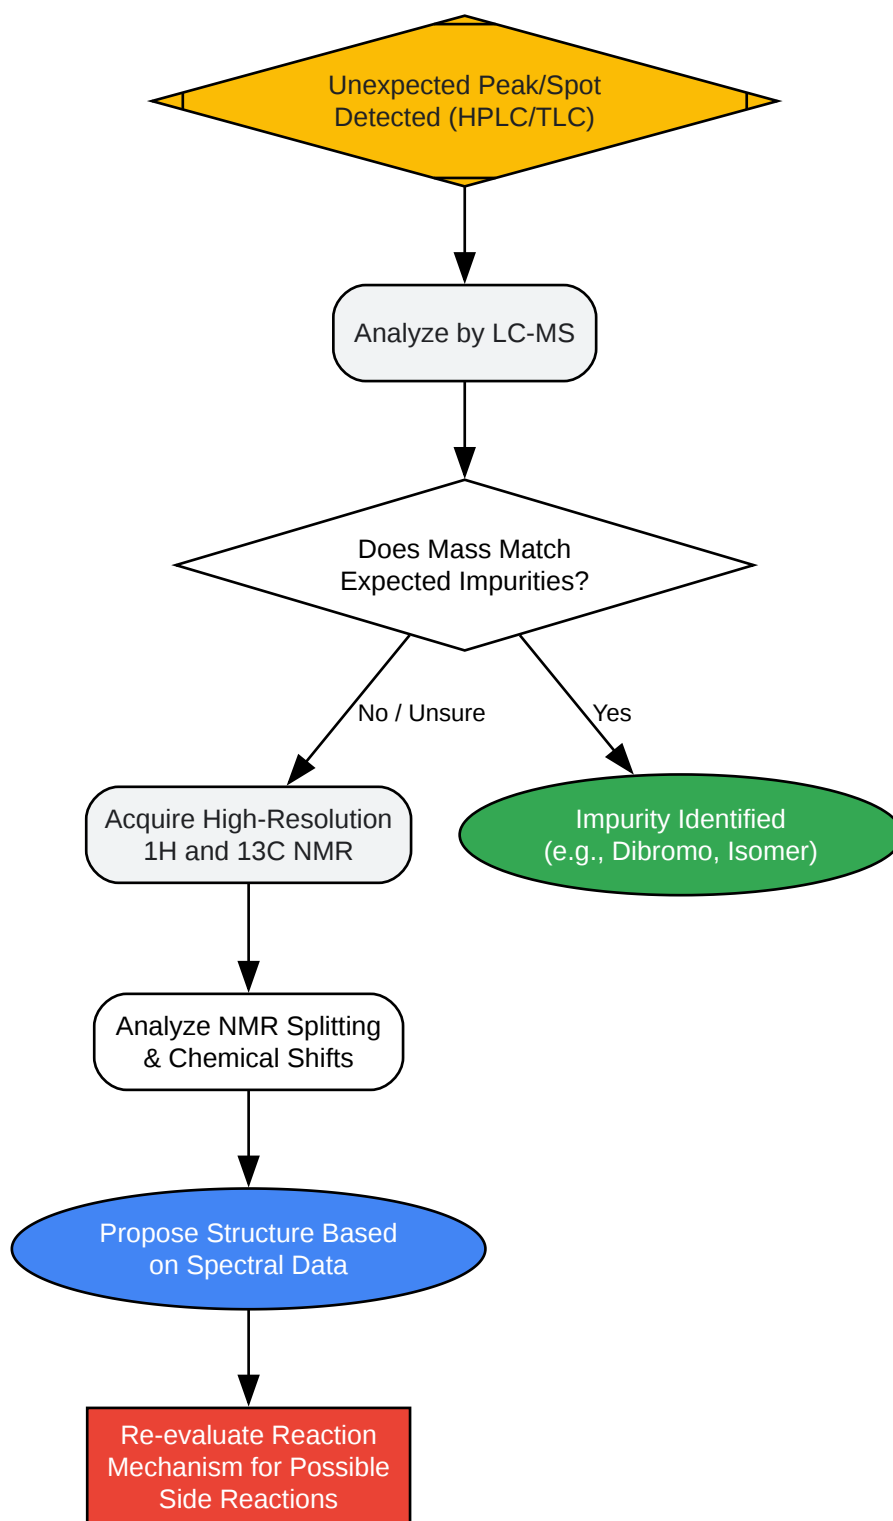 Unexpected Peak/Spot
Detected (HPLC/TLC)
Analyze by LC-MS
Does Mass Match
Expected Impurities?
No / Unsure
Yes
Acquire High-Resolution
1H and 13C NMR
Impurity Identified
(e.g., Dibromo, Isomer)
Analyze NMR Splitting
& Chemical Shifts
Propose Structure Based
on Spectral Data
Re-evaluate Reaction
Mechanism for Possible
Side Reactions